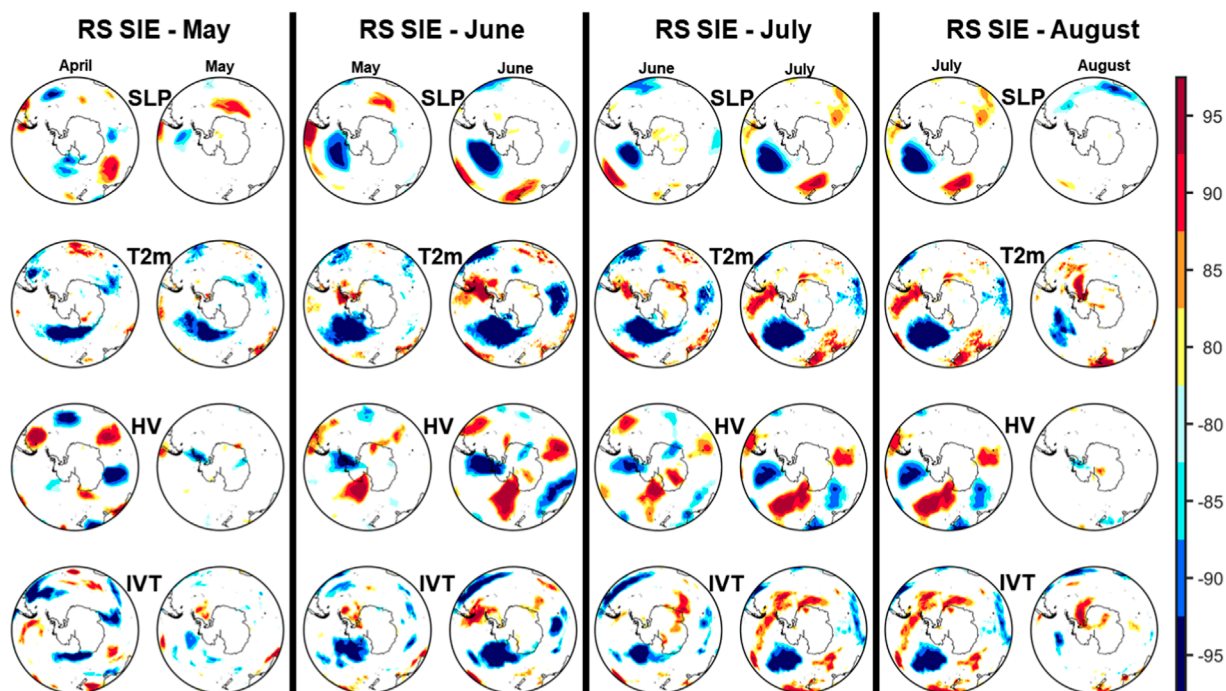 RS SIE - May RS SIE - June RS SIE - July RS SIE - August
April May May June June July July August
SLP SLP SLP SLP
T2m T2m T2m T2m
HV HV HV HV
IVT IVT IVT IVT
95
90
85
80
-80
-85
-90
-95